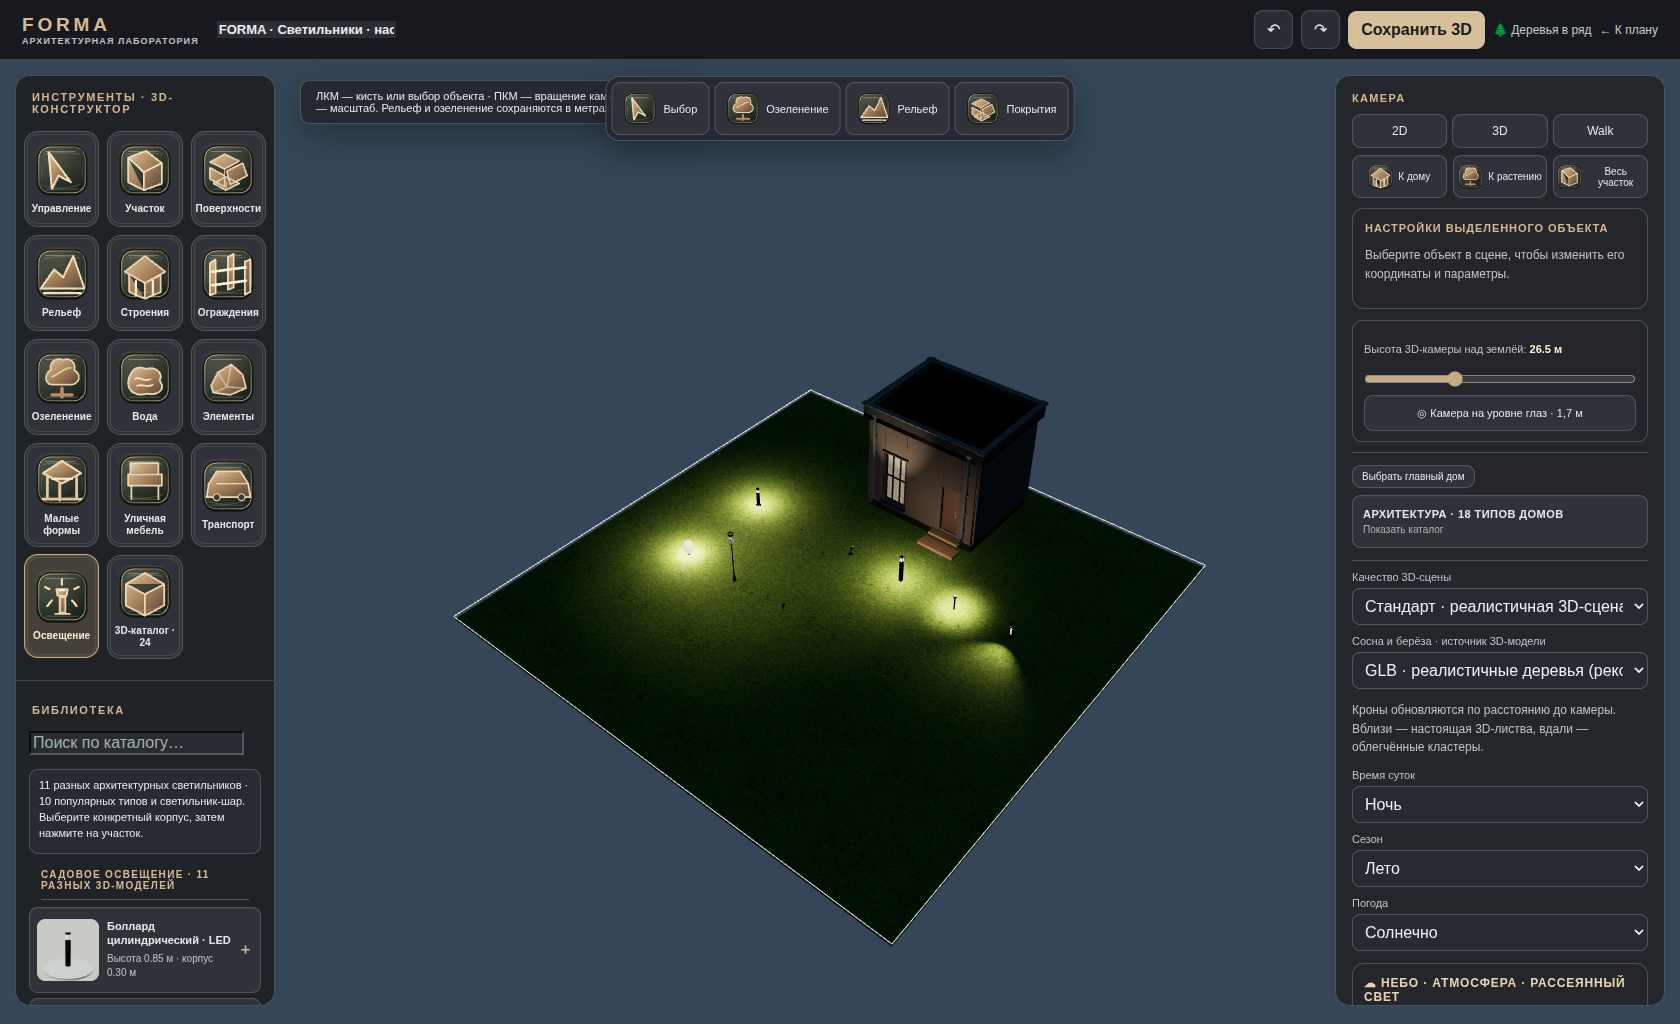 FORMA
АРХИТЕКТУРНАЯ ЛАБОРАТОРИЯ
FORMA · Светильники · нас
↶
↷
Сохранить 3D
🌲 Деревья в ряд
← К плану
ИНСТРУМЕНТЫ · 3D-
КОНСТРУКТОР
Управление
Участок
Поверхности
Рельеф
Строения
Ограждения
Озеленение
Вода
Элементы
Малые
формы
Уличная
мебель
Транспорт
Освещение
3D-каталог ·
24
БИБЛИОТЕКА
Поиск по каталогу…
11 разных архитектурных светильников ·
10 популярных типов и светильник-шар.
Выберите конкретный корпус, затем
нажмите на участок.
САДОВОЕ ОСВЕЩЕНИЕ · 11
РАЗНЫХ 3D-МОДЕЛЕЙ
Боллард
цилиндрический · LED
Высота 0.85 м · корпус
0.30 м
+
ЛКМ — кисть или выбор объекта · ПКМ — вращение кам
— масштаб. Рельеф и озеленение сохраняются в метра
Выбор
Озеленение
Рельеф
Покрытия
КАМЕРА
2D
3D
Walk
К дому
К растению
Весь
участок
НАСТРОЙКИ ВЫДЕЛЕННОГО ОБЪЕКТА
Выберите объект в сцене, чтобы изменить его
координаты и параметры.
Высота 3D-камеры над землёй: 26.5 м
◎ Камера на уровне глаз · 1,7 м
Выбрать главный дом
АРХИТЕКТУРА · 18 ТИПОВ ДОМОВ
Показать каталог
Качество 3D-сцены
Стандарт · реалистичная 3D-сцена
Сосна и берёза · источник 3D-модели
GLB · реалистичные деревья (реко
Кроны обновляются по расстоянию до камеры.
Вблизи — настоящая 3D-листва, вдали —
облегчённые кластеры.
Время суток
Ночь
Сезон
Лето
Погода
Солнечно
☁ НЕБО · АТМОСФЕРА · РАССЕЯННЫЙ
СВЕТ